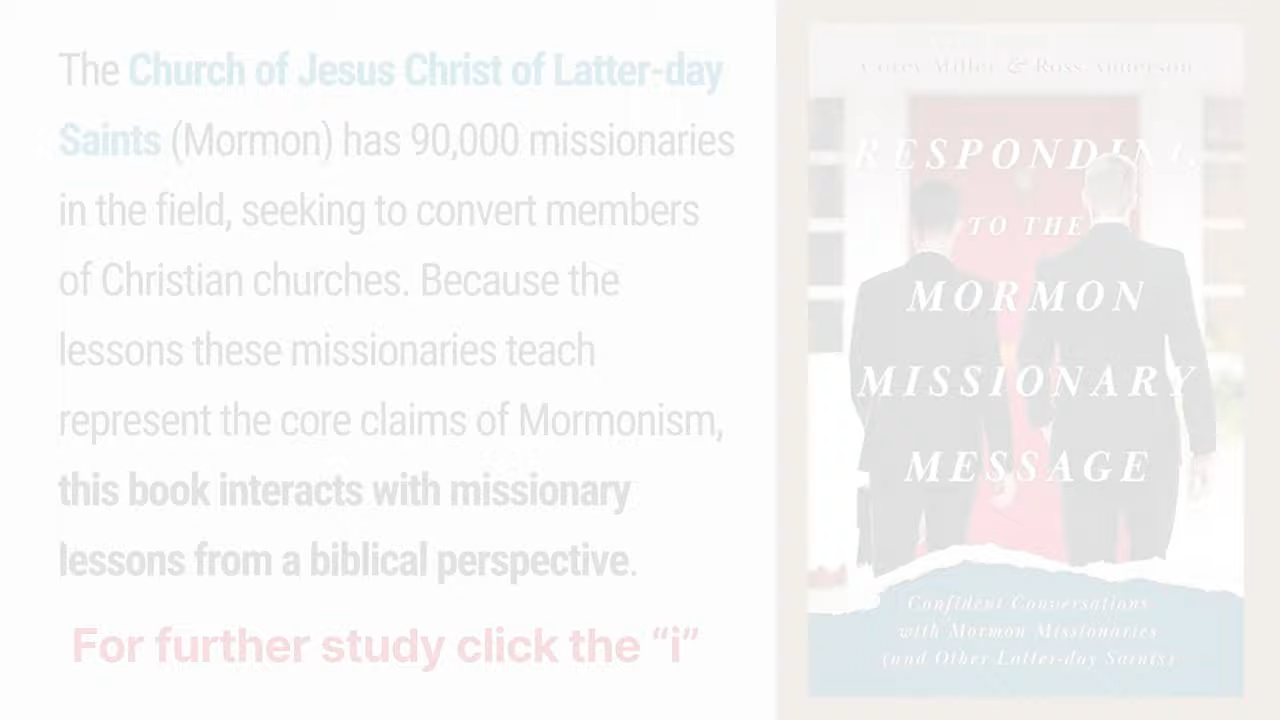 The Church of Jesus Christ of Latter-day
Saints (Mormon) has 90,000 missionaries
in the field, seeking to convert members
of Christian churches. Because the
lessons these missionaries teach
represent the core claims of Mormonism,
this book interacts with missionary
lessons from a biblical perspective.
For further study click the “i”
Corey Miller & Ross Anderson
RESPONDING
TO THE
MORMON
MISSIONARY
MESSAGE
Confident Conversations
with Mormon Missionaries
(and Other Latter-day Saints)